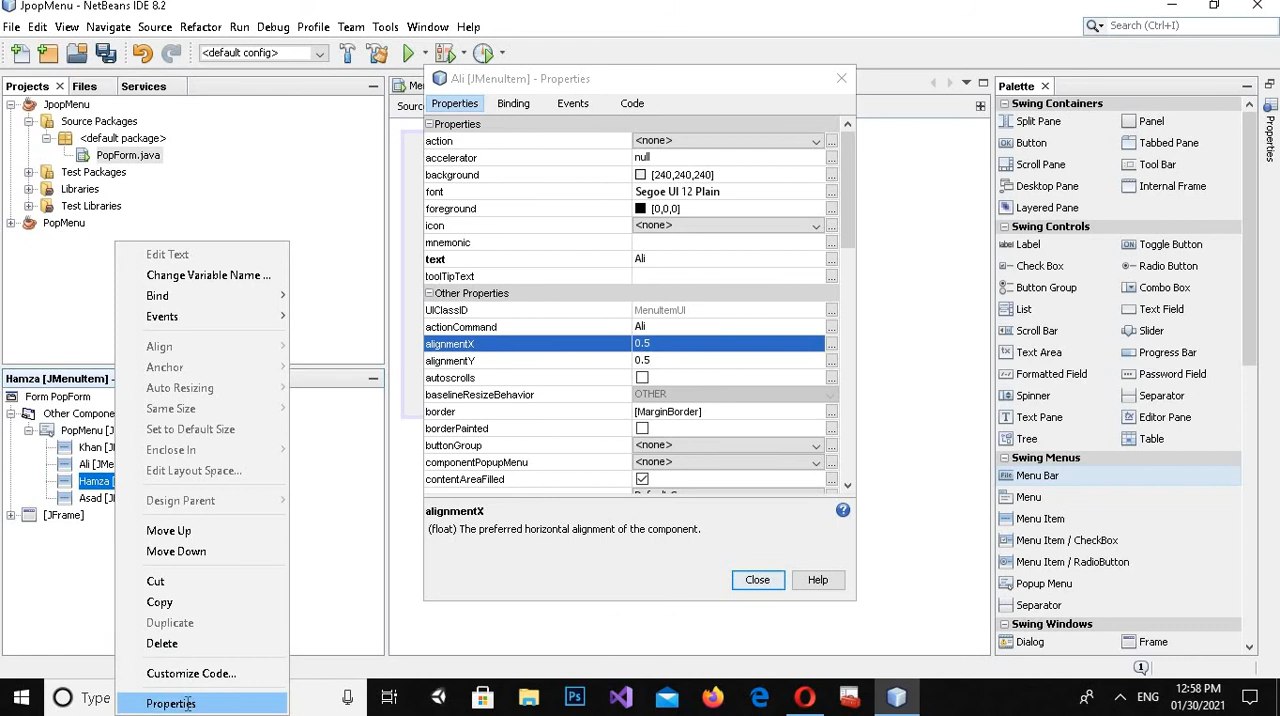 JpopMenu - NetBeans IDE 8.2
File Edit View Navigate Source Refactor Run Debug Profile Team Tools Window Help
Search (Ctrl+I)
<default config>
Projects Files Services
JpopMenu
Source Packages
<default package>
PopForm.java
Test Packages
Libraries
Test Libraries
PopMenu
Hamza [JMenuItem] -
Form PopForm
Other Compone
PopMenu [J
Khan [J
Ali [JMe
Hamza [
Asad [J
[JFrame]
Edit Text
Change Variable Name ...
Bind
Events
Align
Anchor
Auto Resizing
Same Size
Set to Default Size
Enclose In
Edit Layout Space...
Design Parent
Move Up
Move Down
Cut
Copy
Duplicate
Delete
Customize Code...
Properties
Me
Sourc
Ali [JMenuItem] - Properties
Properties Binding Events Code
Properties
action <none>
accelerator null
background [240,240,240]
font Segoe UI 12 Plain
foreground [0,0,0]
icon <none>
mnemonic
text Ali
toolTipText
Other Properties
UIClassID MenuItemUI
actionCommand Ali
alignmentX 0.5
alignmentY 0.5
autoscrolls
baselineResizeBehavior OTHER
border [MarginBorder]
borderPainted
buttonGroup <none>
componentPopupMenu <none>
contentAreaFilled
alignmentX
(float) The preferred horizontal alignment of the component.
Close Help
Palette
Swing Containers
Split Pane Panel
Button Tabbed Pane
Scroll Pane Tool Bar
Desktop Pane Internal Frame
Layered Pane
Swing Controls
Label Toggle Button
Check Box Radio Button
Button Group Combo Box
List Text Field
Scroll Bar Slider
Text Area Progress Bar
Formatted Field Password Field
Spinner Separator
Text Pane Editor Pane
Tree Table
Swing Menus
Menu Bar
Menu
Menu Item
Menu Item / CheckBox
Menu Item / RadioButton
Popup Menu
Separator
Swing Windows
Dialog Frame
Properties
1
Type
ENG
12:58 PM
01/30/2021